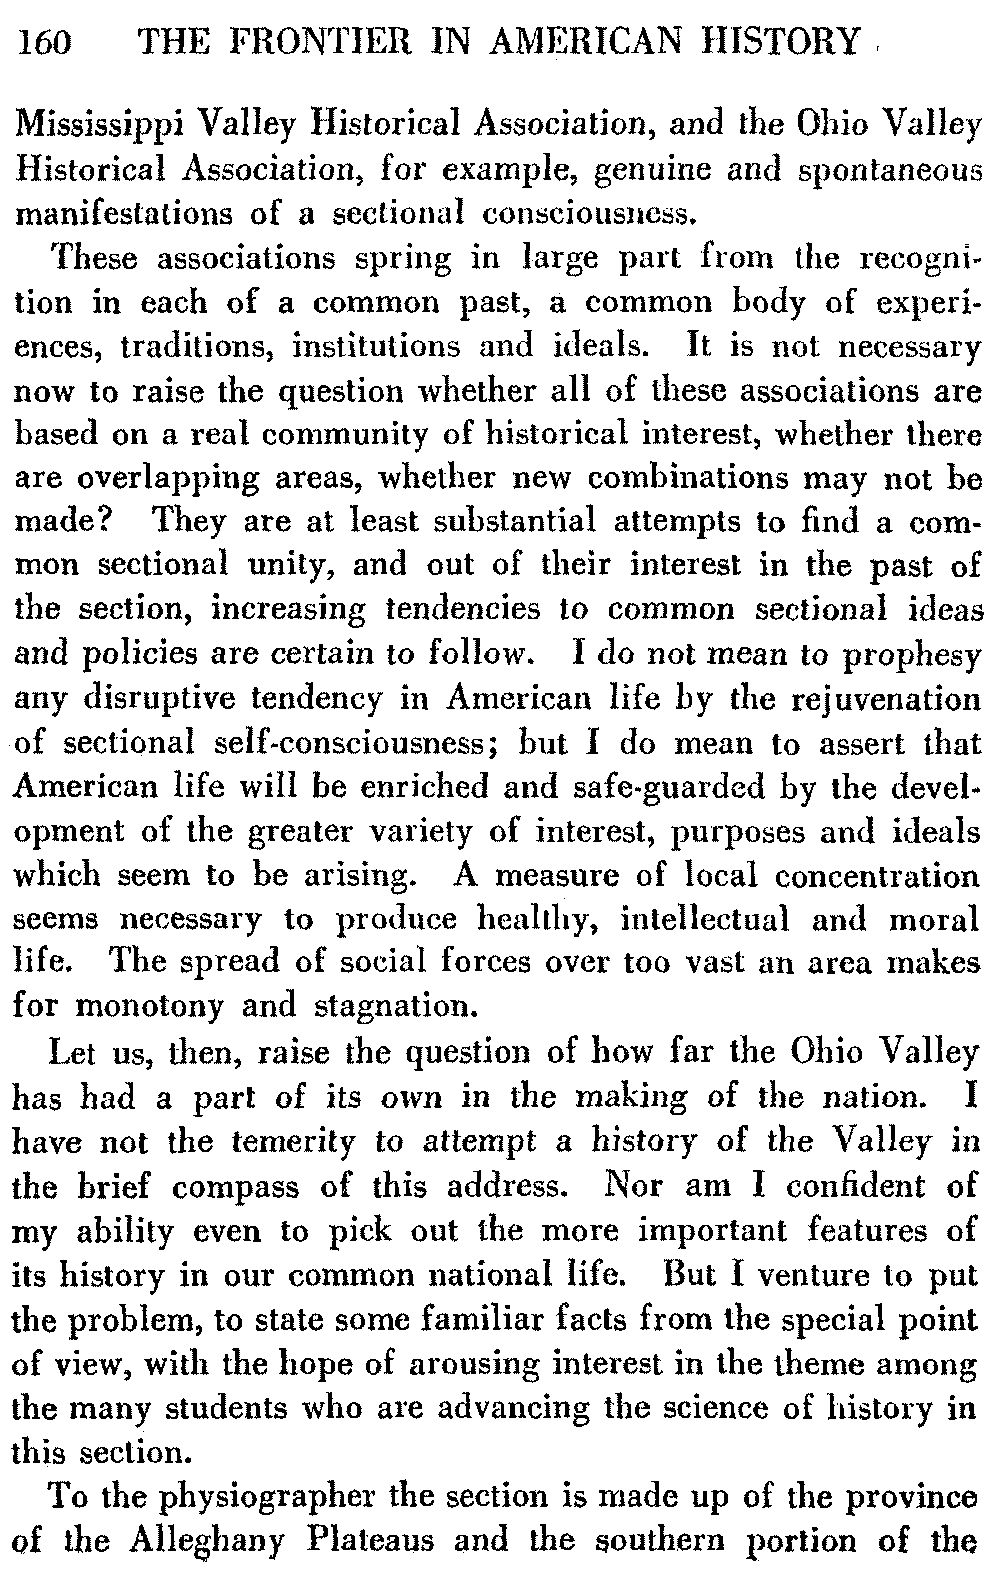 160 THE FRONTIER IN AMERICAN HISTORY
Mississippi Valley Historical Association, and the Ohio Valley
Historical Association, for example, genuine and spontaneous
manifestations of a sectional consciousness.
These associations spring in large part from the recogni-
tion in each of a common past, a common body of experi-
ences, traditions, institutions and ideals. It is not necessary
now to raise the question whether all of these associations are
based on a real community of historical interest, whether there
are overlapping areas, whether new combinations may not be
made? They are at least substantial attempts to find a com-
mon sectional unity, and out of their interest in the past of
the section, increasing tendencies to common sectional ideas
and policies are certain to follow. I do not mean to prophesy
any disruptive tendency in American life by the rejuvenation
of sectional self-consciousness; but I do mean to assert that
American life will be enriched and safe-guarded by the devel-
opment of the greater variety of interest, purposes and ideals
which seem to be arising. A measure of local concentration
seems necessary to produce healthy, intellectual and moral
life. The spread of social forces over too vast an area makes
for monotony and stagnation.
Let us, then, raise the question of how far the Ohio Valley
has had a part of its own in the making of the nation. I
have not the temerity to attempt a history of the Valley in
the brief compass of this address. Nor am I confident of
my ability even to pick out the more important features of
its history in our common national life. But I venture to put
the problem, to state some familiar facts from the special point
of view, with the hope of arousing interest in the theme among
the many students who are advancing the science of history in
this section.
To the physiographer the section is made up of the province
of the Alleghany Plateaus and the southern portion of the